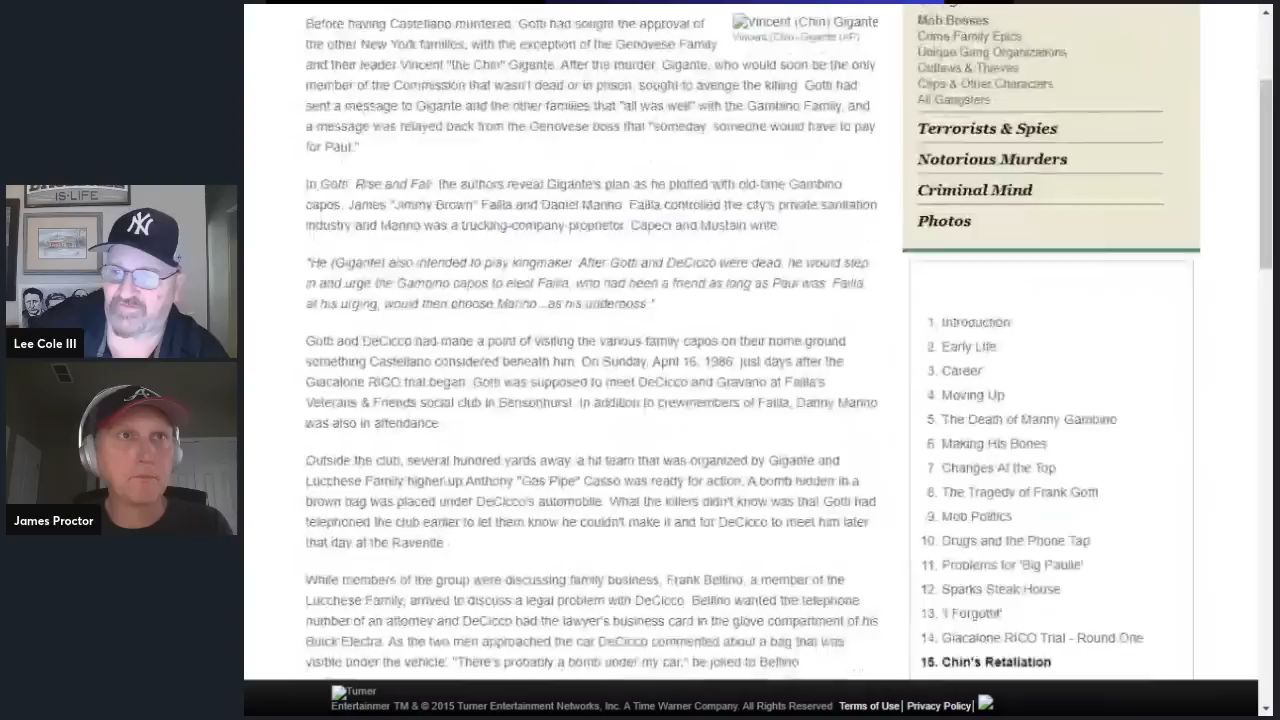 Before having Castellano murdered, Gotti had sought the approval of
the other New York families, with the exception of the Genovese Family
and their leader Vincent "the Chin" Gigante. After the murder, Gigante, who would soon be the only
member of the Commission that wasn't dead or in prison, sought to avenge the killing. Gotti had
sent a message to Gigante and the other families that "all was well" with the Gambino Family, and
a message was relayed back from the Genovese boss that "someday, someone would have to pay
for Paul."
Vincent (Chin) Gigante
Vincent (Chin) Gigante (AP)
In Gotti: Rise and Fall, the authors reveal Gigante's plan as he plotted with old-time Gambino
capos, James "Jimmy Brown" Failla and Daniel Marino. Failla controlled the city's private sanitation
industry and Marino was a trucking-company proprietor. Capeci and Mustain write:
"He (Gigante) also intended to play kingmaker. After Gotti and DeCicco were dead, he would step
in and urge the Gambino capos to elect Failla, who had been a friend as long as Paul was. Failla,
at his urging, would then choose Marino...as his underboss."
Gotti and DeCicco had made a point of visiting the various family capos on their home ground
something Castellano considered beneath him. On Sunday, April 16, 1986, just days after the
Giacalone RICO trial began, Gotti was supposed to meet DeCicco and Gravano at Failla's
Veterans & Friends social club in Bensonhurst. In addition to crewmembers of Failla, Danny Marino
was also in attendance.
Outside the club, several hundred yards away, a hit team that was organized by Gigante and
Lucchese Family higher-up Anthony "Gas Pipe" Casso was ready for action. A bomb hidden in a
brown bag was placed under DeCicco's automobile. What the killers didn't know was that Gotti had
telephoned the club earlier to let them know he couldn't make it and for DeCicco to meet him later
that day at the Ravenite.
While members of the group were discussing family business, Frank Bellino, a member of the
Lucchese Family, arrived to discuss a legal problem with DeCicco. Bellino wanted the telephone
number of an attorney and DeCicco had the lawyer's business card in the glove compartment of his
Buick Electra. As the two men approached the car DeCicco commented about a bag that was
visible under the vehicle. "There's probably a bomb under my car," he joked to Bellino.
Mob Bosses
Crime Family Epics
Unique Gang Organizations
Outlaws & Thieves
Cops & Other Characters
All Gangsters
Terrorists & Spies
Notorious Murders
Criminal Mind
Photos
1. Introduction
2. Early Life
3. Career
4. Moving Up
5. The Death of Manny Gambino
6. Making His Bones
7. Changes At the Top
8. The Tragedy of Frank Gotti
9. Mob Politics
10. Drugs and the Phone Tap
11. Problems for 'Big Paulie'
12. Sparks Steak House
13. 'I Forgotti!'
14. Giacalone RICO Trial - Round One
15. Chin's Retaliation
IS-LIFE
NY
Lee Cole III
A
James Proctor
Turner
Entertainmer TM & © 2015 Turner Entertainment Networks, Inc. A Time Warner Company. All Rights Reserved Terms of Use| Privacy Policy|